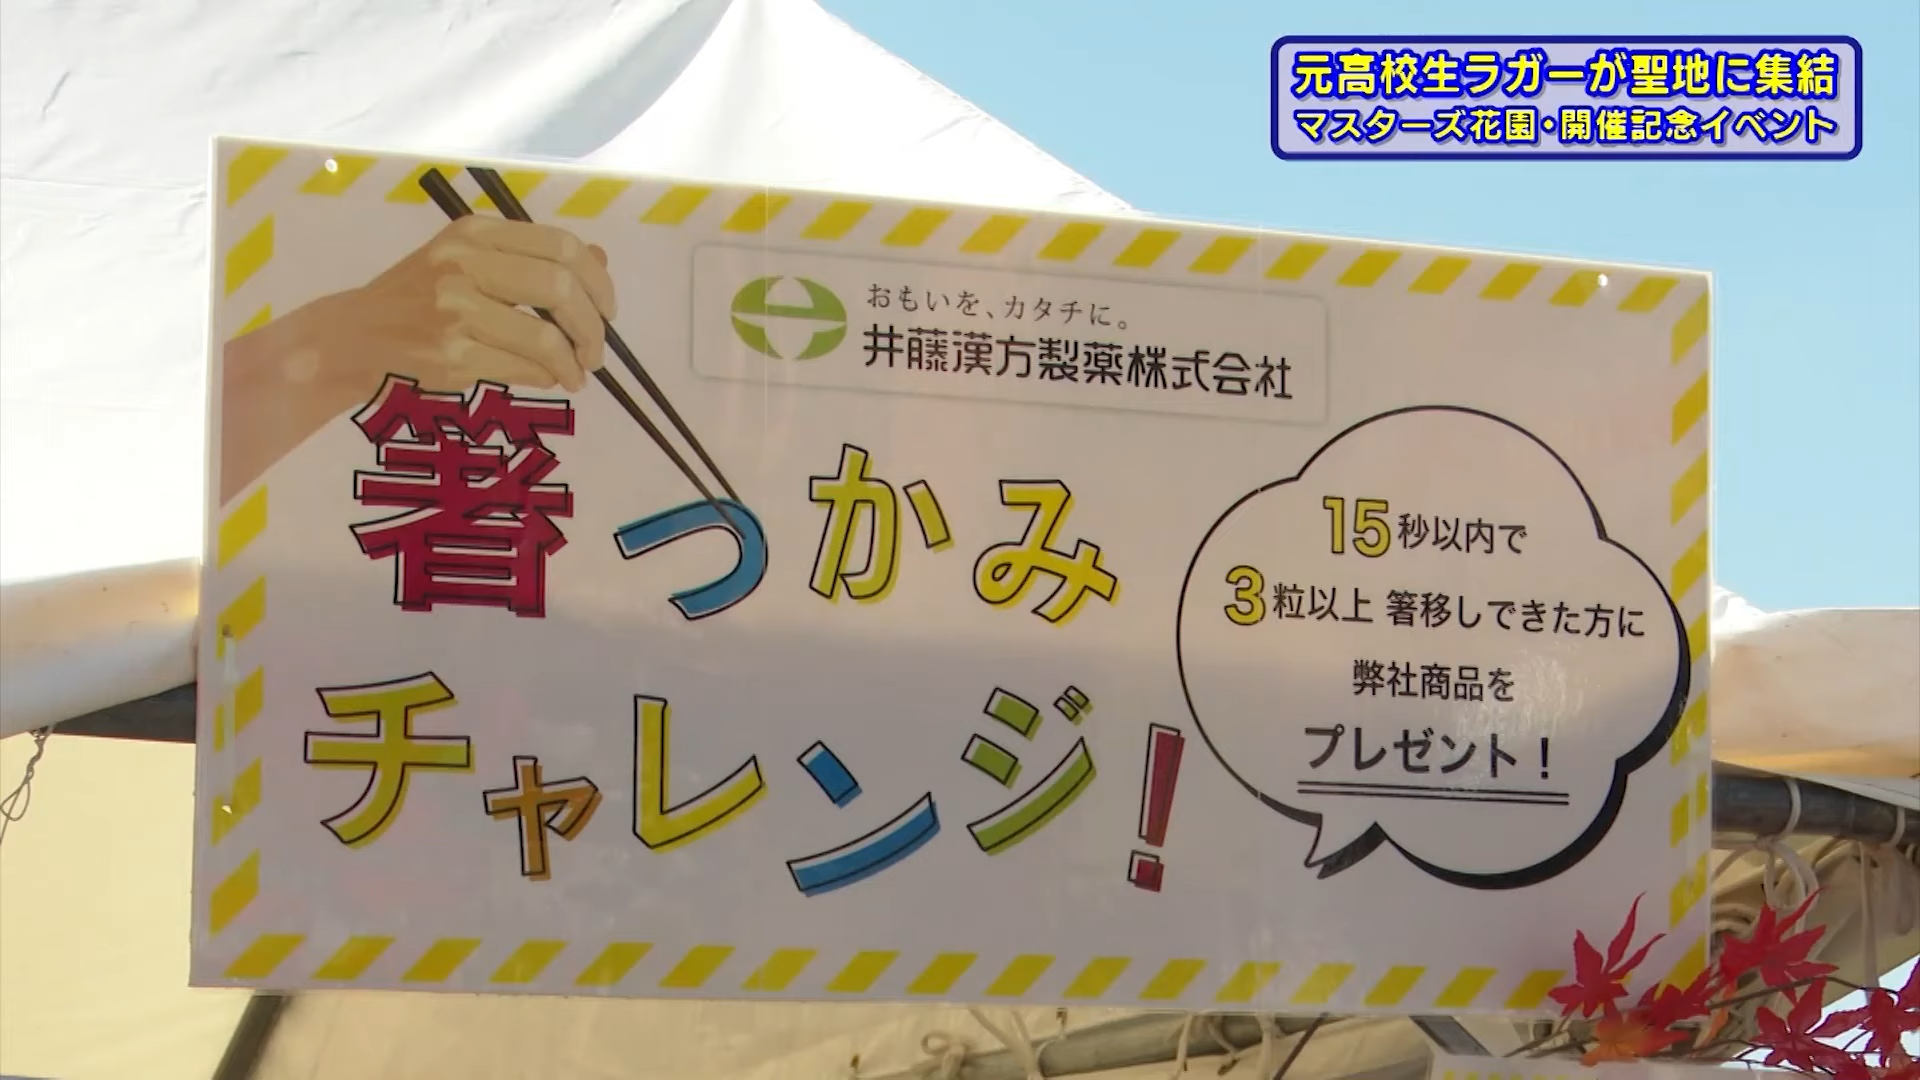 元高校生ラガーが聖地に集結
マスターズ花園・開催記念イベント
おもいを、カタチに。
井藤漢方製薬株式会社
箸つかみ
チャレンジ!
15秒以内で
3粒以上 箸移しできた方に
弊社商品を
プレゼント!